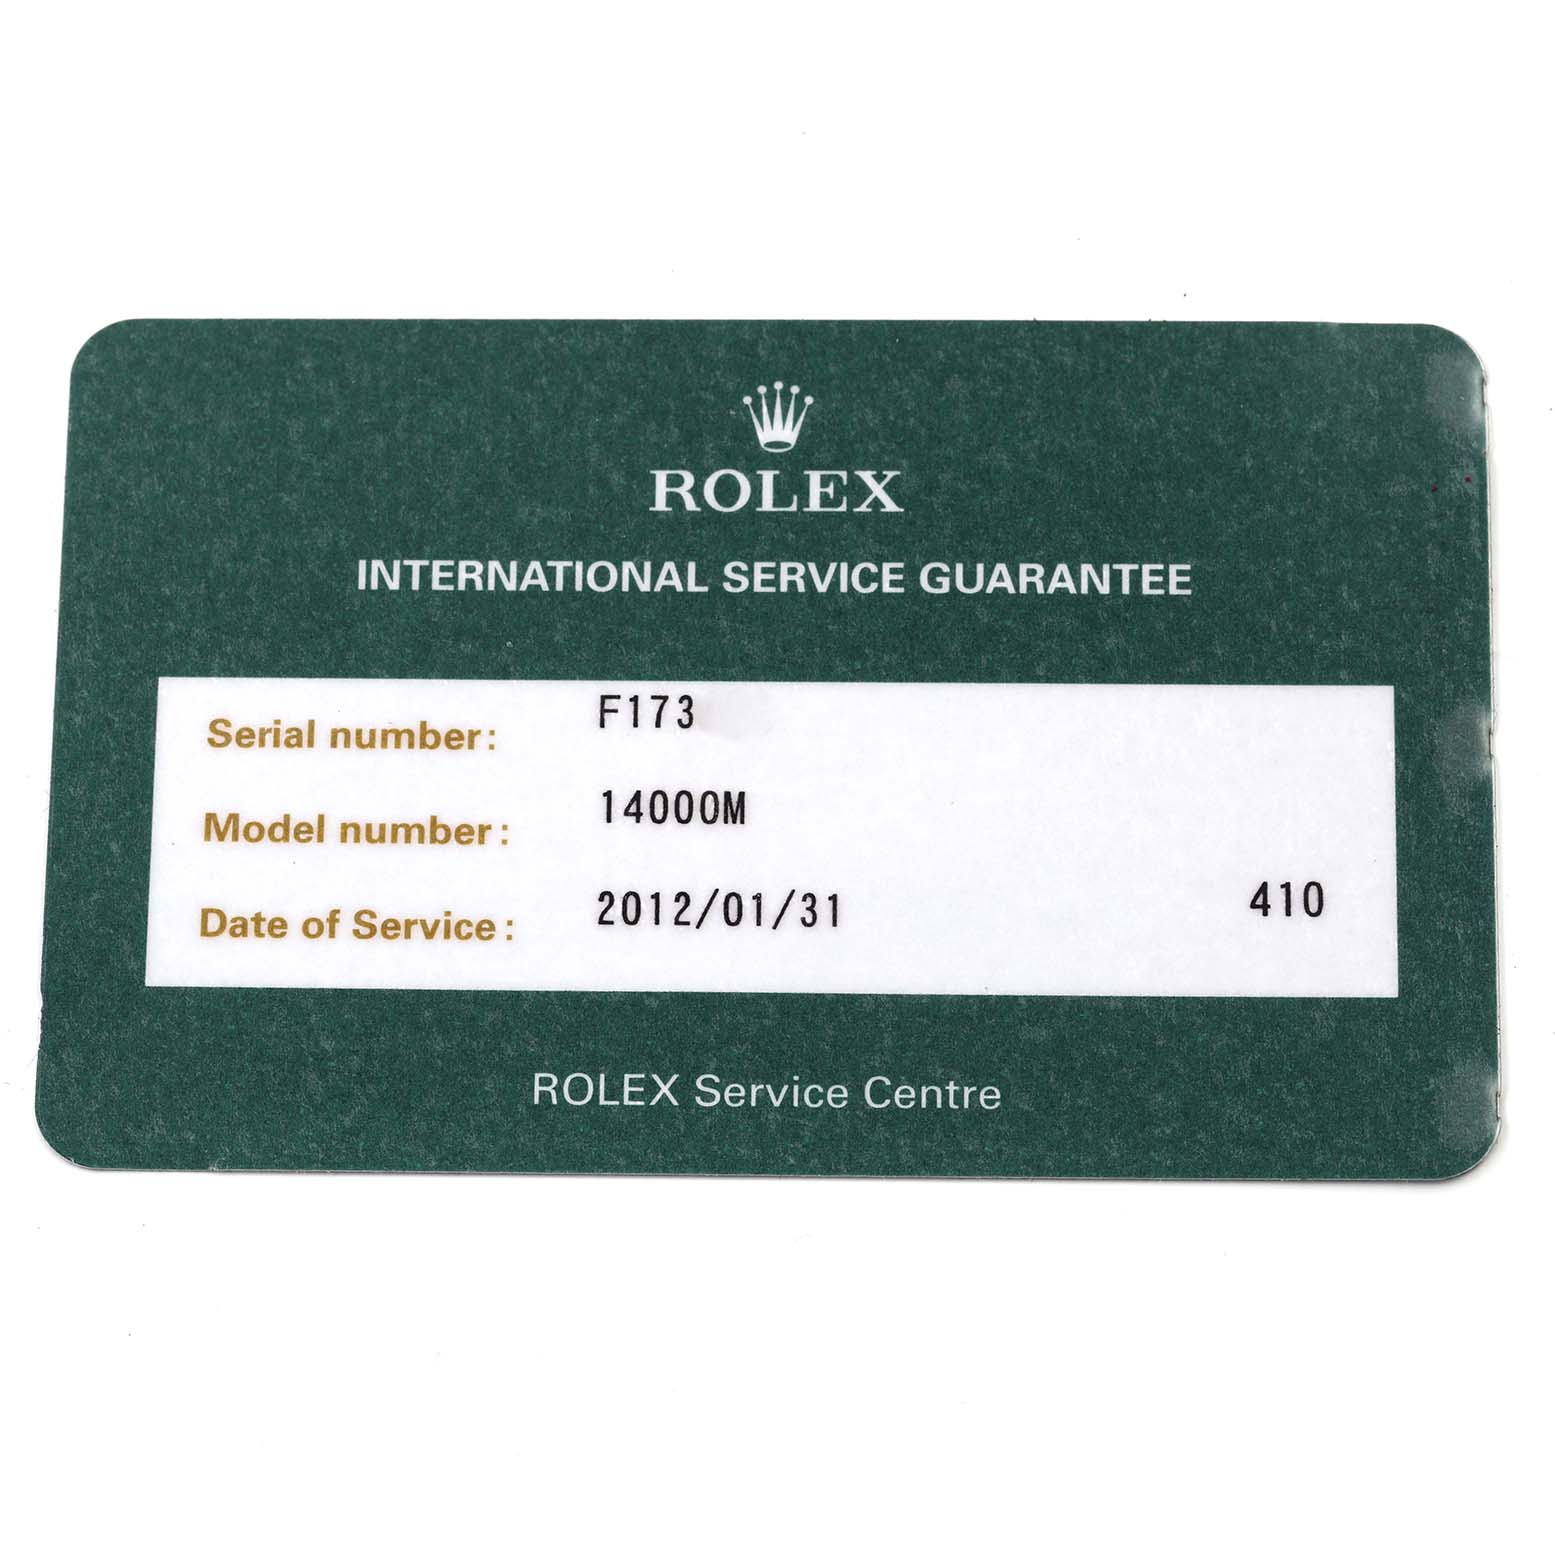 ROLEX
INTERNATIONAL SERVICE GUARANTEE
Serial number: F173
Model number: 14000M
Date of Service: 2012/01/31 410
ROLEX Service Centre